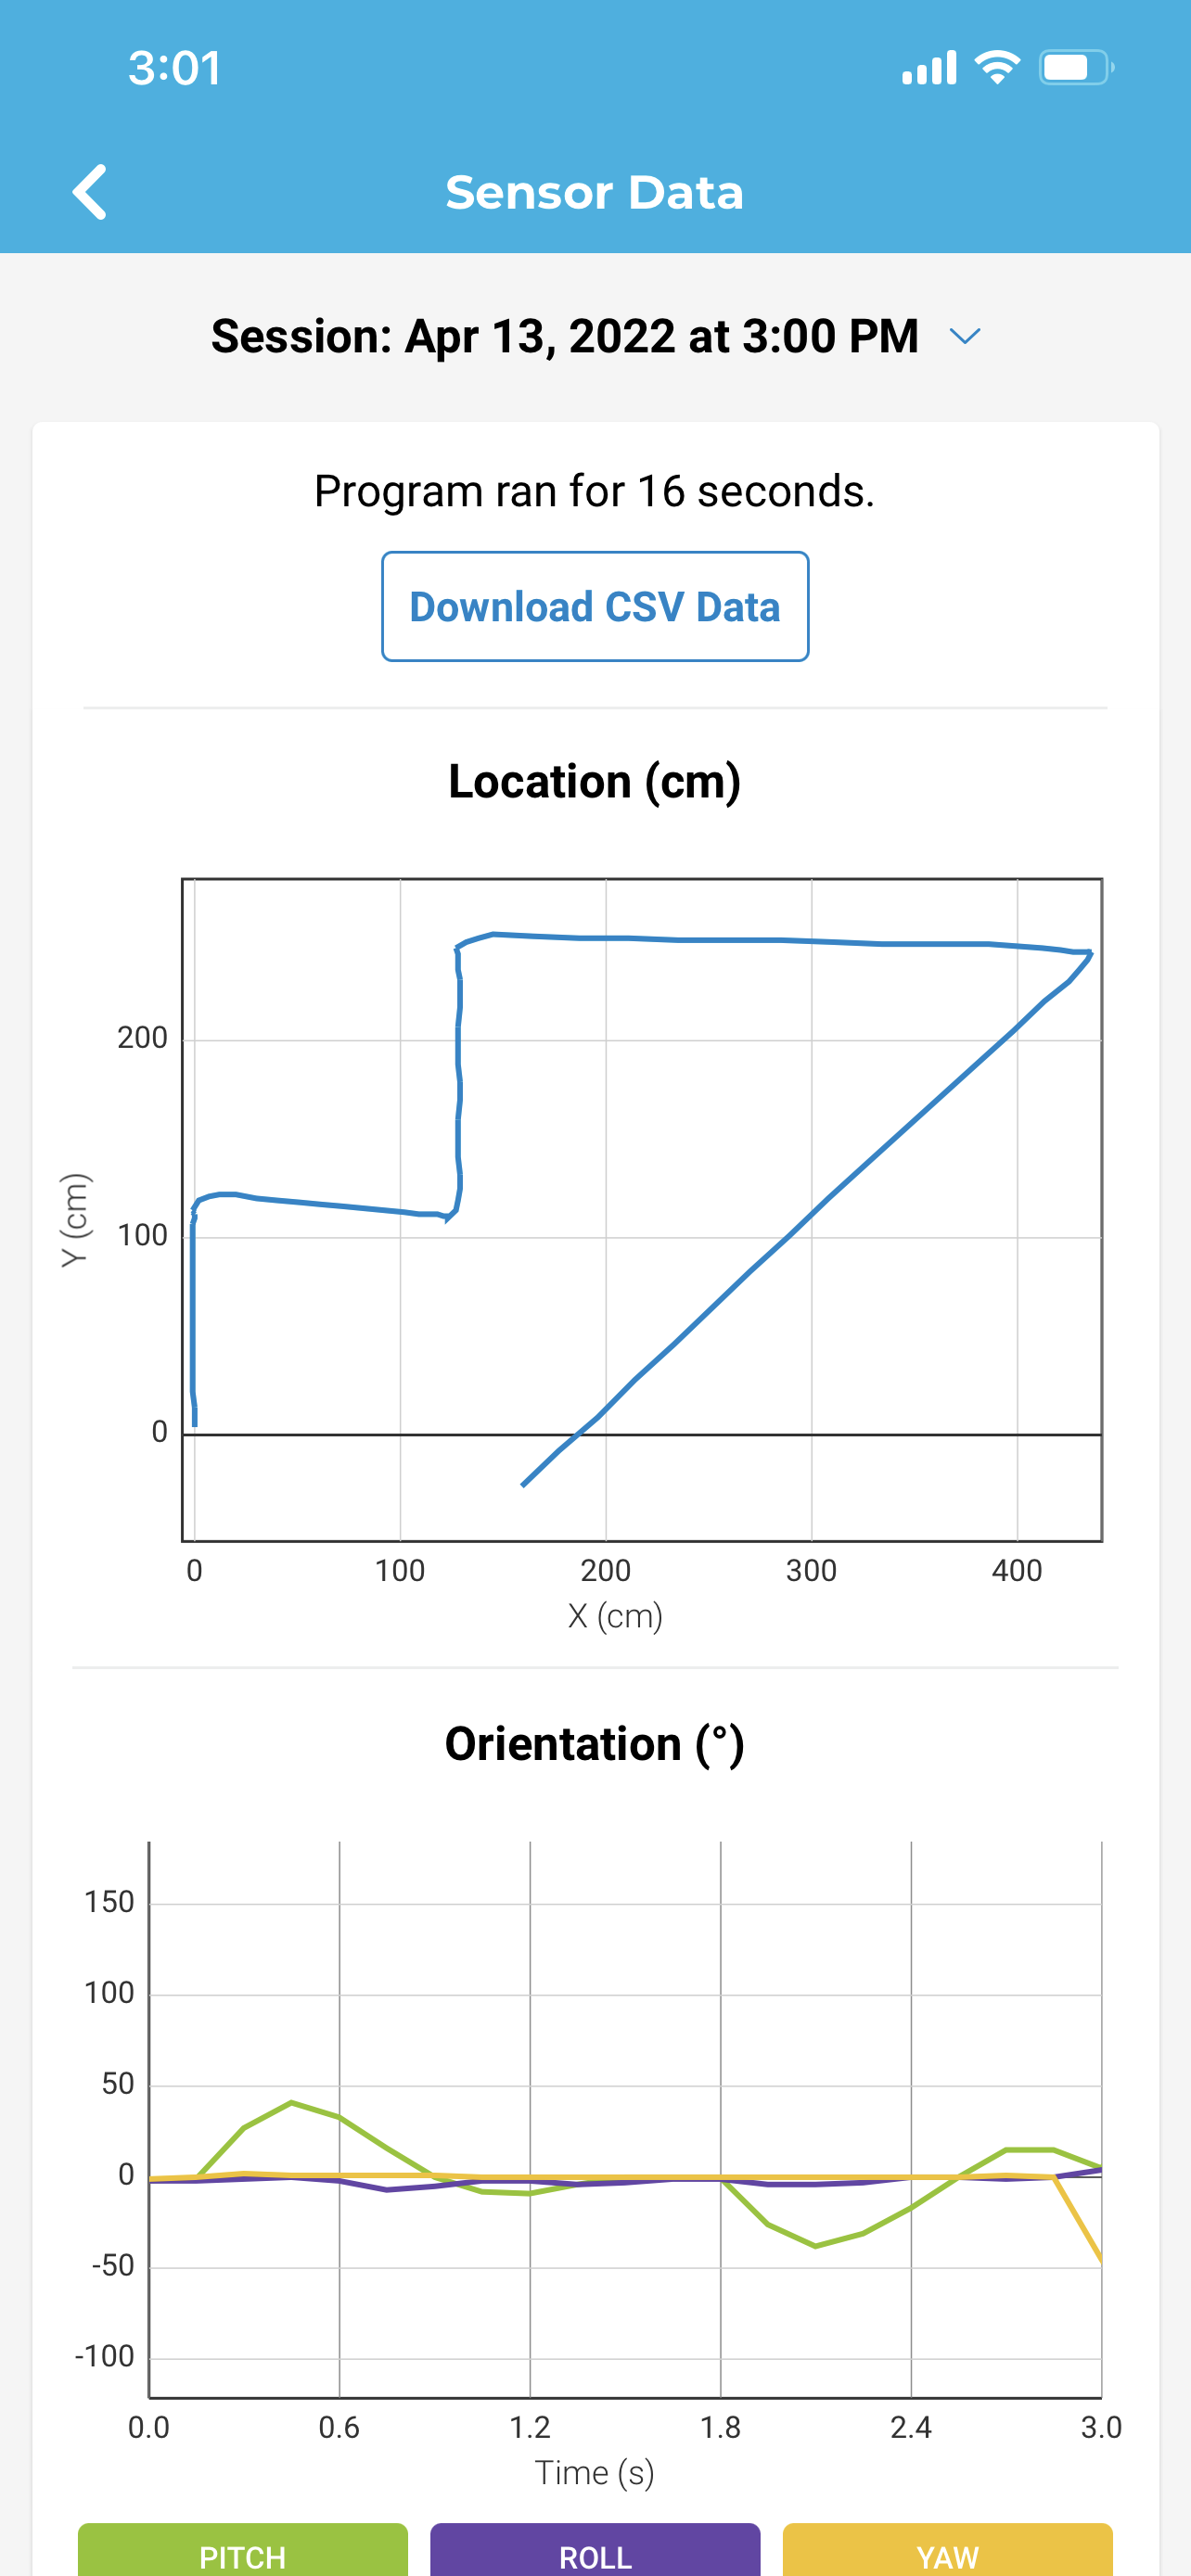 3:01
Sensor Data
Session: Apr 13, 2022 at 3:00 PM
Program ran for 16 seconds.
Download CSV Data
Location (cm)
200
100
0
Y (cm)
0 100 200 300 400
X (cm)
Orientation (°)
150
100
50
0
-50
-100
0.0 0.6 1.2 1.8 2.4 3.0
Time (s)
PITCH ROLL YAW